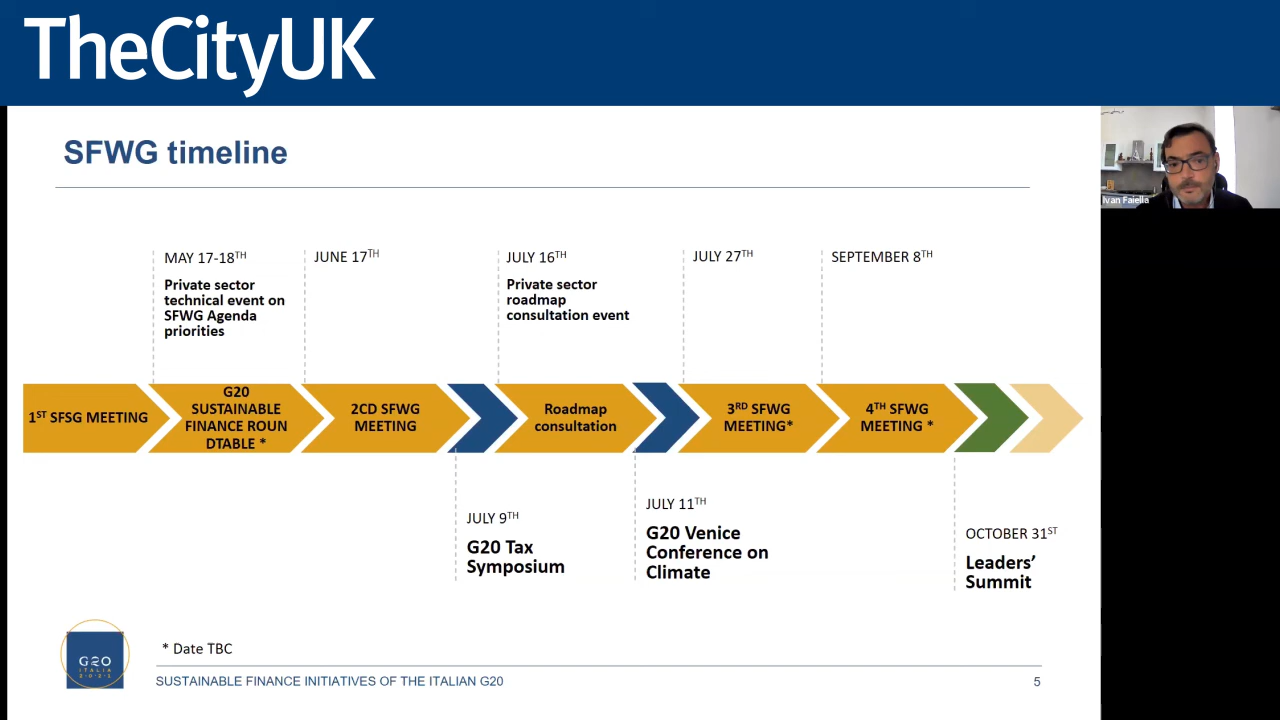 TheCityUK
SFWG timeline
Ivan Faiella
MAY 17-18TH
Private sector
technical event on
SFWG Agenda
priorities
JUNE 17TH
JULY 16TH
Private sector
roadmap
consultation event
JULY 27TH
SEPTEMBER 8TH
1ST SFSG MEETING
G20
SUSTAINABLE
FINANCE ROUN
DTABLE *
2CD SFWG
MEETING
Roadmap
consultation
3RD SFWG
MEETING*
4TH SFWG
MEETING *
JULY 9TH
G20 Tax
Symposium
JULY 11TH
G20 Venice
Conference on
Climate
OCTOBER 31ST
Leaders’
Summit
* Date TBC
G20
ITALIA
2021
SUSTAINABLE FINANCE INITIATIVES OF THE ITALIAN G20
5